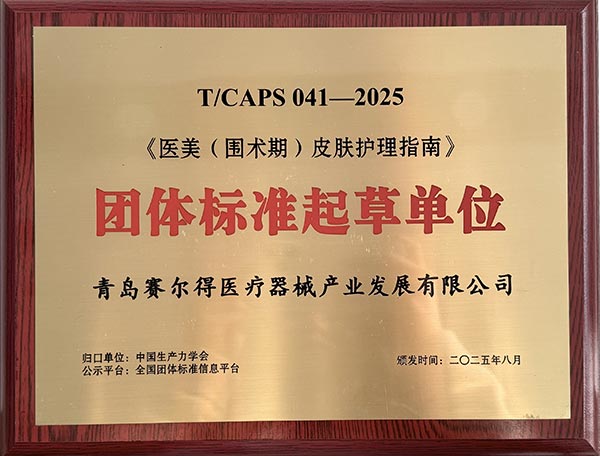 T/CAPS 041—2025
《医美（围术期）皮肤护理指南》
团体标准起草单位
青岛赛尔得医疗器械产业发展有限公司
归口单位：中国生产力学会
公示平台：全国团体标准信息平台
颁发时间：二〇二五年八月